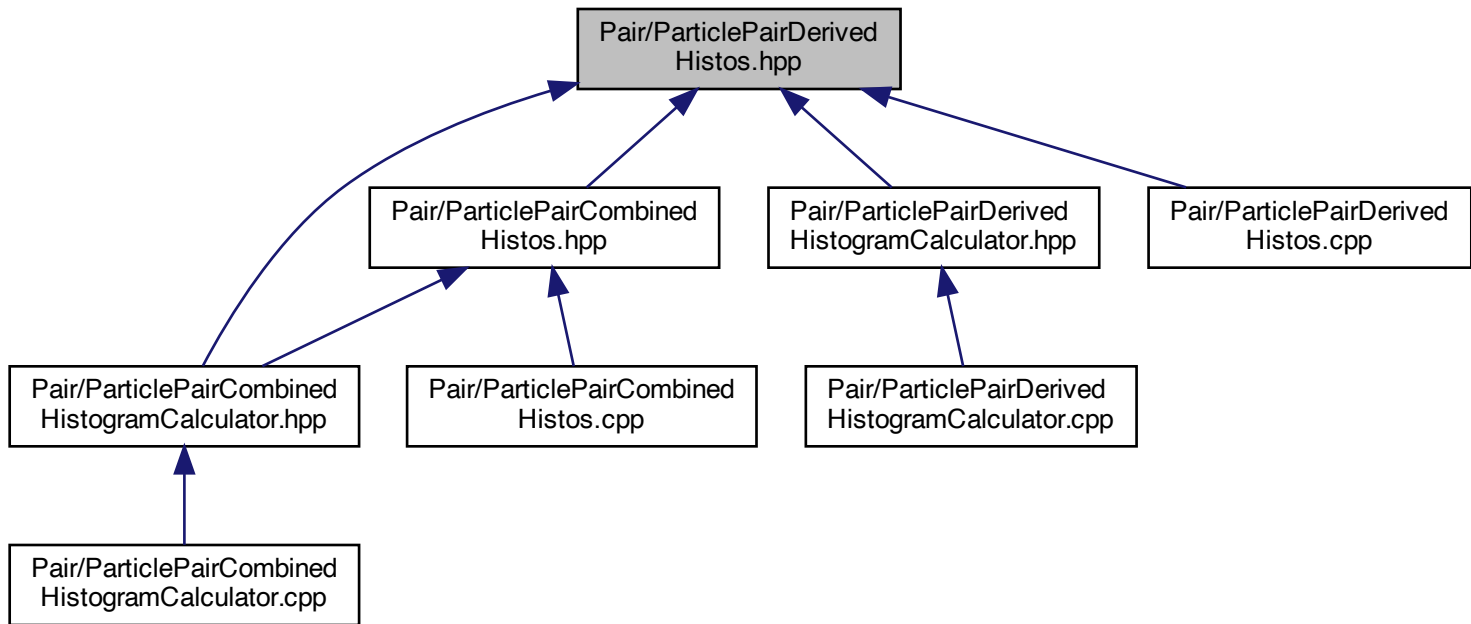 Pair/ParticlePairDerived
Histos.hpp
Pair/ParticlePairCombined
Histos.hpp
Pair/ParticlePairDerived
HistogramCalculator.hpp
Pair/ParticlePairDerived
Histos.cpp
Pair/ParticlePairCombined
HistogramCalculator.hpp
Pair/ParticlePairCombined
Histos.cpp
Pair/ParticlePairDerived
HistogramCalculator.cpp
Pair/ParticlePairCombined
HistogramCalculator.cpp